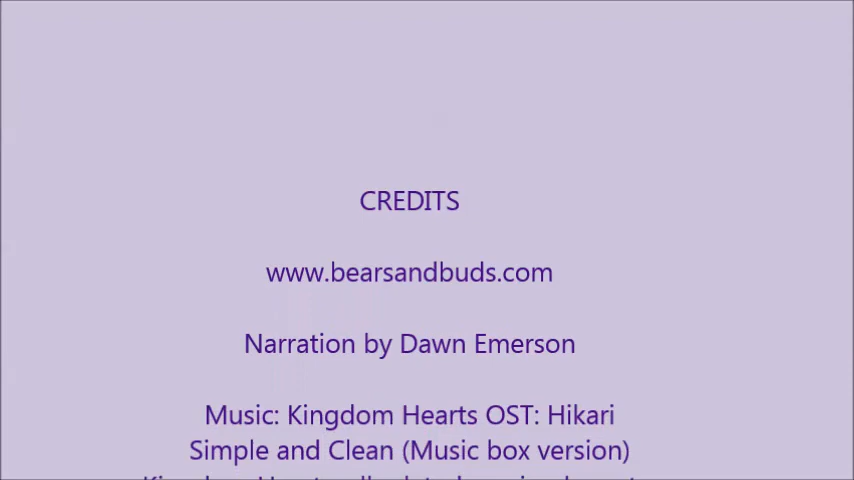 CREDITS
www.bearsandbuds.com
Narration by Dawn Emerson
Music: Kingdom Hearts OST: Hikari
Simple and Clean (Music box version)